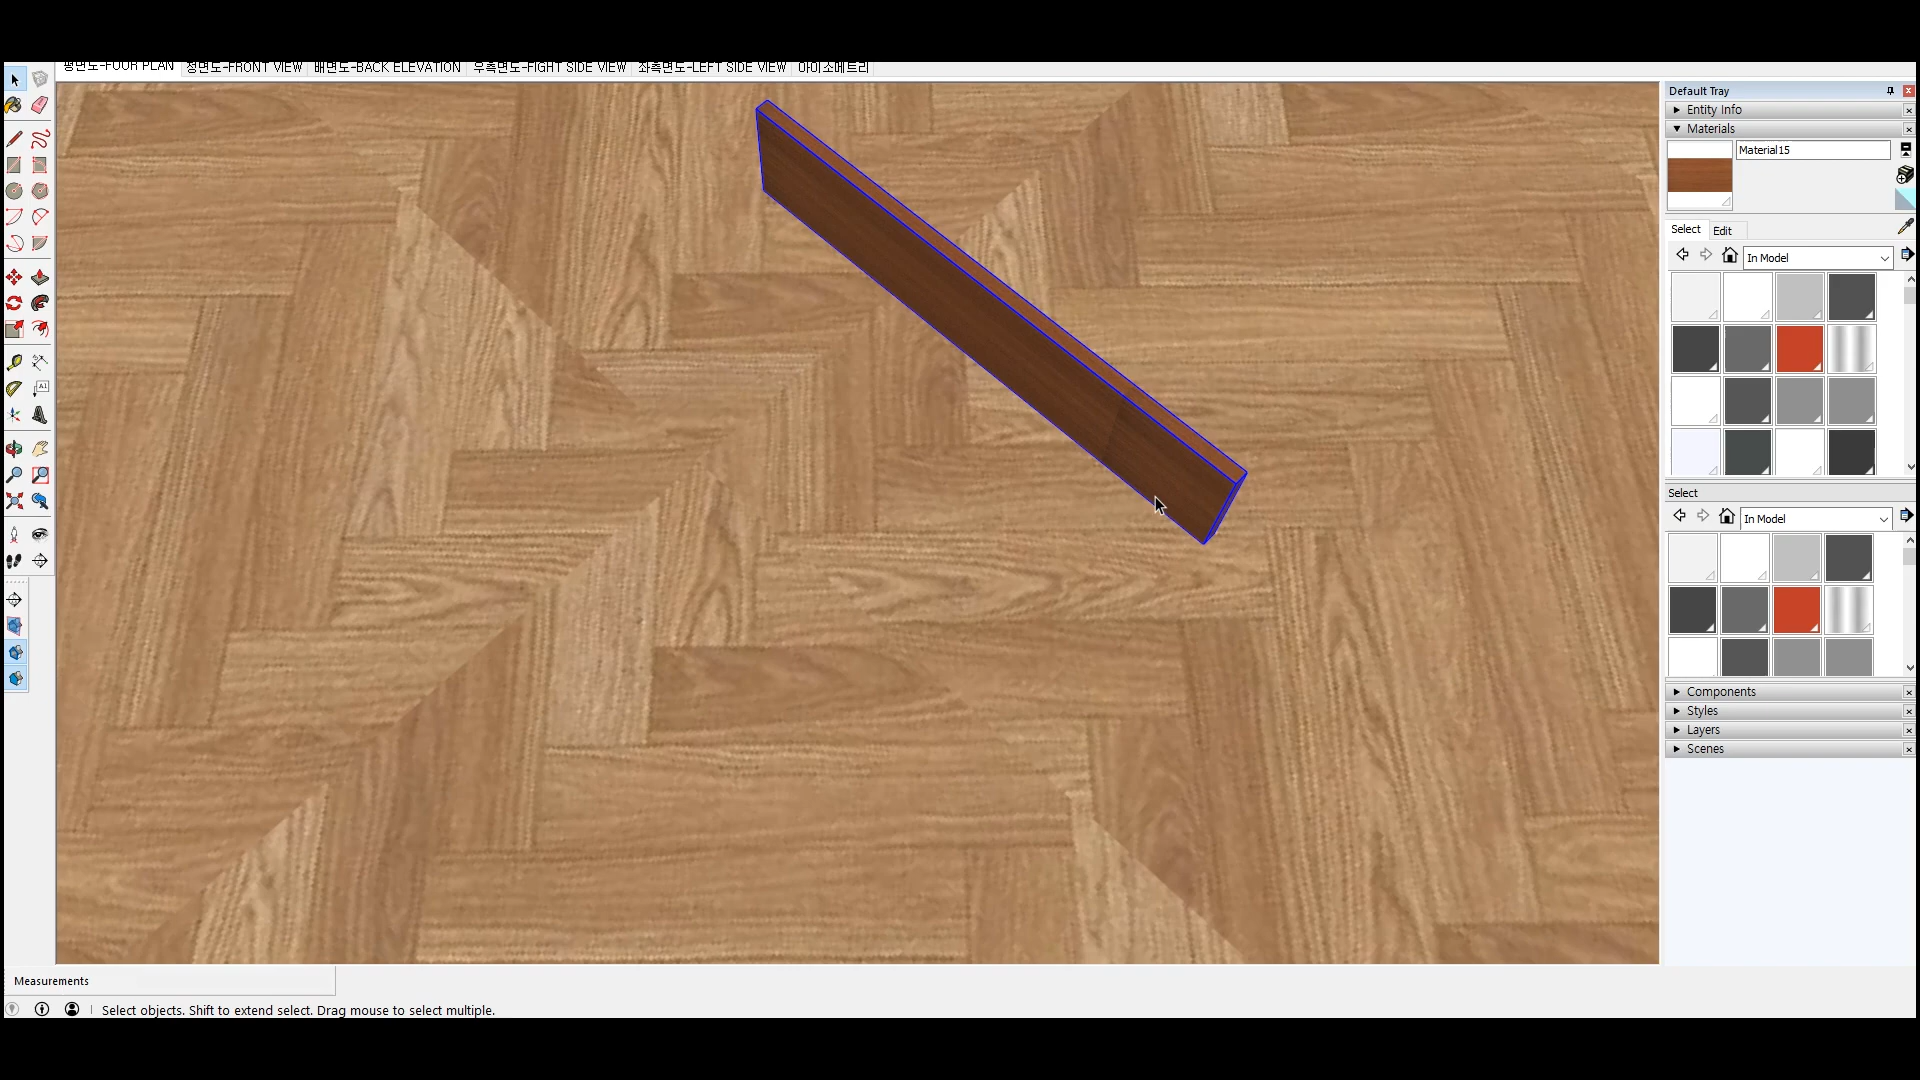 평면도-FOUR PLAN 정면도-FRONT VIEW 배면도-BACK ELEVATION 우측면도-FIGHT SIDE VIEW 좌측면도-LEFT SIDE VIEW 아이소메트리
Default Tray
Entity Info
Materials
Material15
Select Edit
In Model
A1
Select
In Model
Components
Styles
Layers
Scenes
Measurements
Select objects. Shift to extend select. Drag mouse to select multiple.